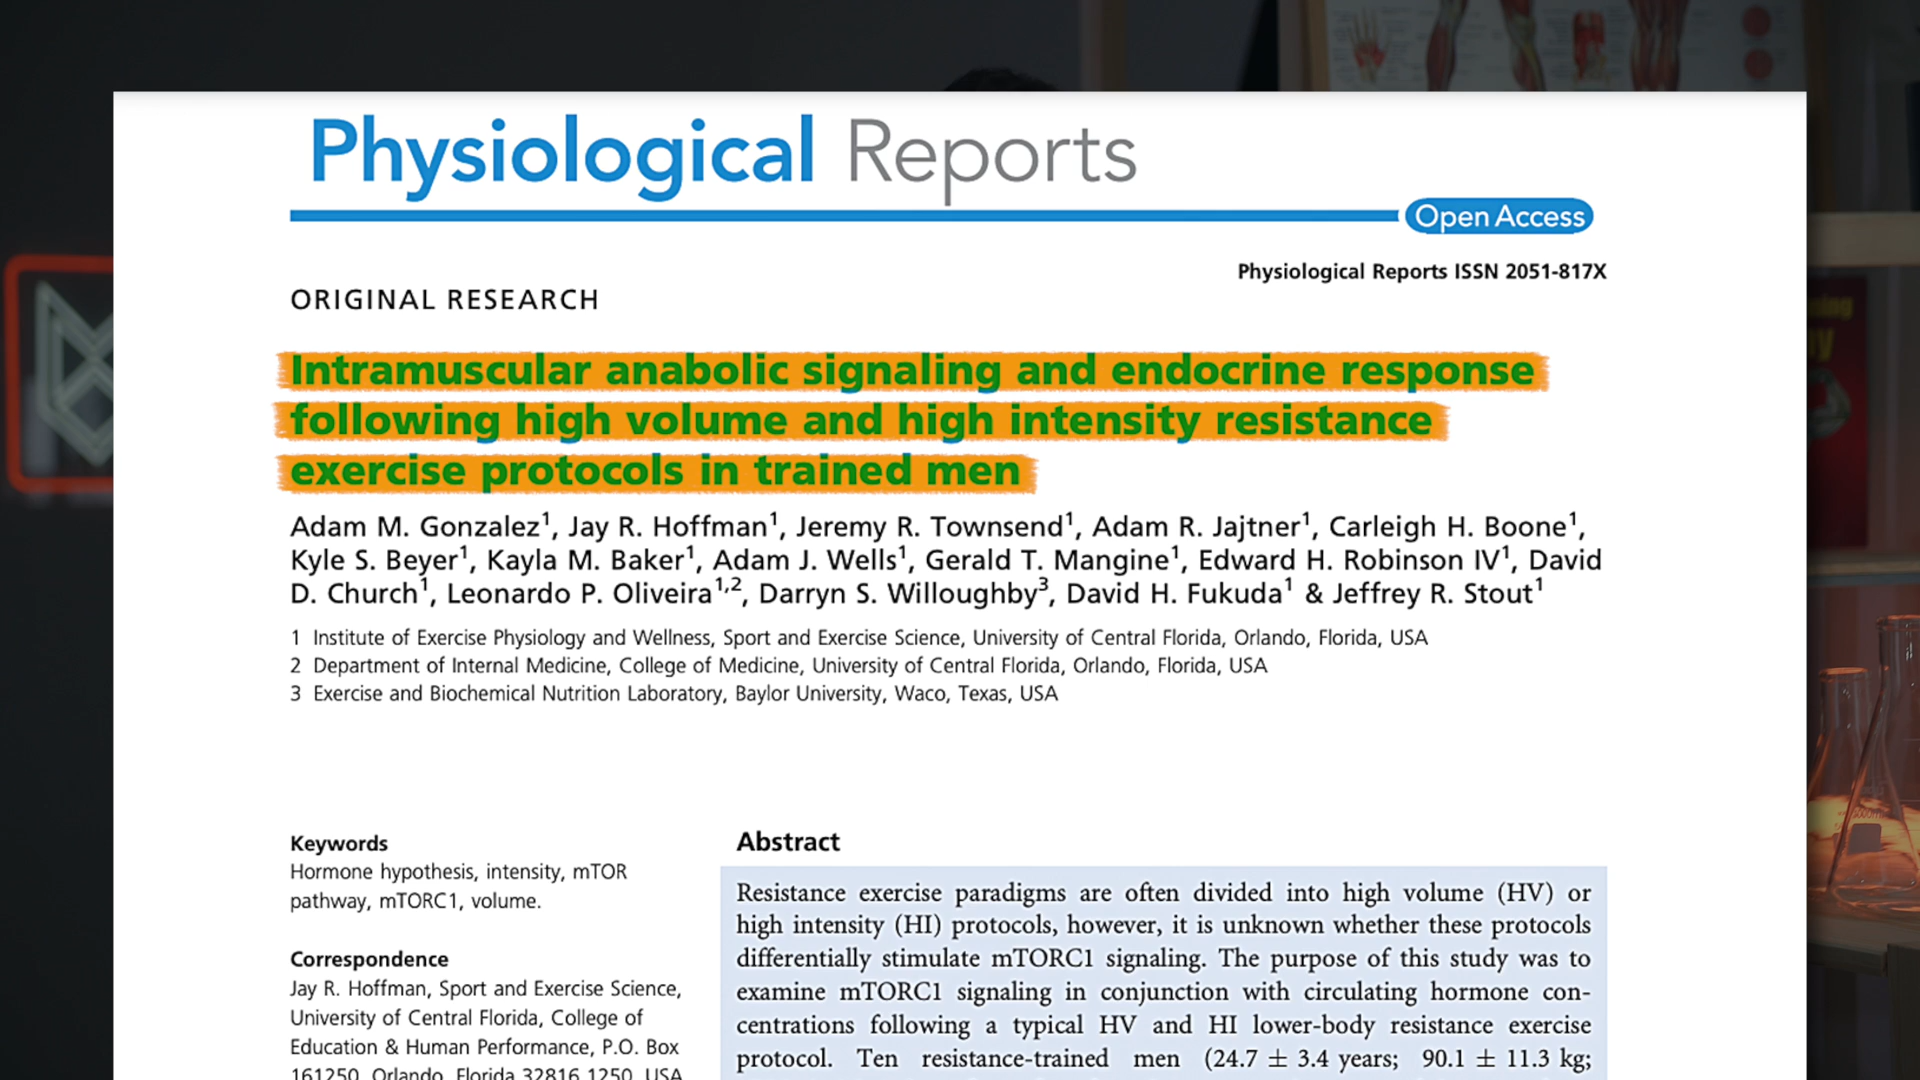 Physiological Reports
Open Access
Physiological Reports ISSN 2051-817X
ORIGINAL RESEARCH
Intramuscular anabolic signaling and endocrine response
following high volume and high intensity resistance
exercise protocols in trained men
Adam M. Gonzalez1, Jay R. Hoffman1, Jeremy R. Townsend1, Adam R. Jajtner1, Carleigh H. Boone1,
Kyle S. Beyer1, Kayla M. Baker1, Adam J. Wells1, Gerald T. Mangine1, Edward H. Robinson IV1, David
D. Church1, Leonardo P. Oliveira1,2, Darryn S. Willoughby3, David H. Fukuda1 & Jeffrey R. Stout1
1 Institute of Exercise Physiology and Wellness, Sport and Exercise Science, University of Central Florida, Orlando, Florida, USA
2 Department of Internal Medicine, College of Medicine, University of Central Florida, Orlando, Florida, USA
3 Exercise and Biochemical Nutrition Laboratory, Baylor University, Waco, Texas, USA
Keywords
Hormone hypothesis, intensity, mTOR
pathway, mTORC1, volume.
Correspondence
Jay R. Hoffman, Sport and Exercise Science,
University of Central Florida, College of
Education & Human Performance, P.O. Box
161250, Orlando, Florida 32816 1250, USA
Abstract
Resistance exercise paradigms are often divided into high volume (HV) or
high intensity (HI) protocols, however, it is unknown whether these protocols
differentially stimulate mTORC1 signaling. The purpose of this study was to
examine mTORC1 signaling in conjunction with circulating hormone con-
centrations following a typical HV and HI lower-body resistance exercise
protocol. Ten resistance-trained men (24.7 ± 3.4 years; 90.1 ± 11.3 kg;